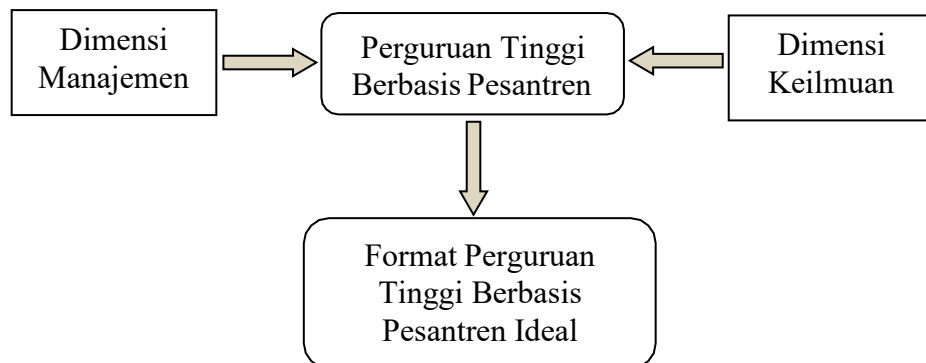 Dimensi
Manajemen
Perguruan Tinggi
Berbasis Pesantren
Dimensi
Keilmuan
Format Perguruan
Tinggi Berbasis
Pesantren Ideal